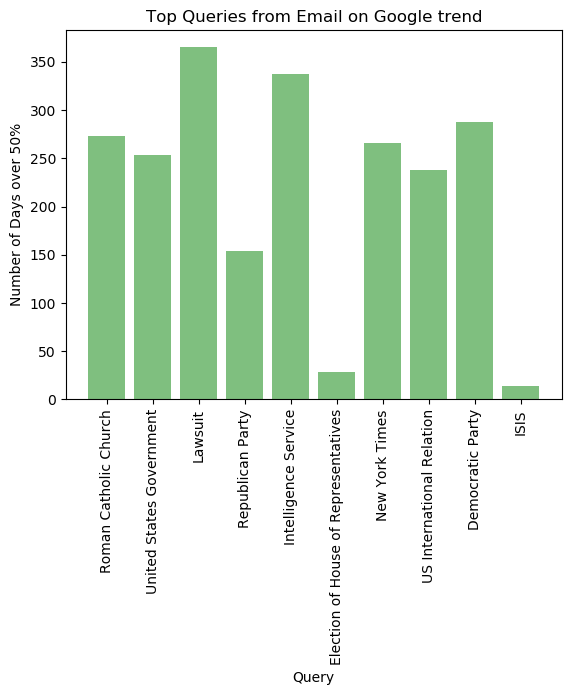 Top Queries from Email on Google trend
Number of Days over 50%
350
300
250
200
150
100
50
0
Roman Catholic Church
United States Government
Lawsuit
Republican Party
Intelligence Service
Election of House of Representatives
New York Times
US International Relation
Democratic Party
ISIS
Query